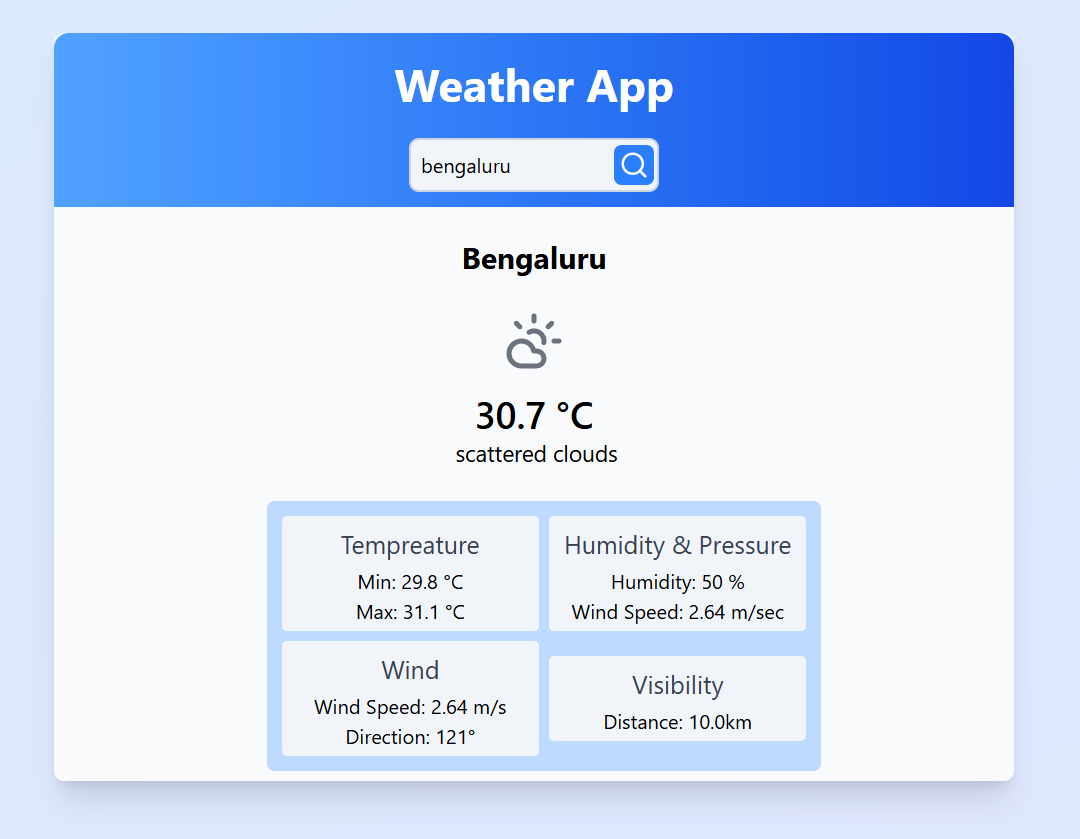 Weather App
bengaluru
Bengaluru
30.7 °C
scattered clouds
Tempreature
Min: 29.8 °C
Max: 31.1 °C
Humidity & Pressure
Humidity: 50 %
Wind Speed: 2.64 m/sec
Wind
Wind Speed: 2.64 m/s
Direction: 121°
Visibility
Distance: 10.0km